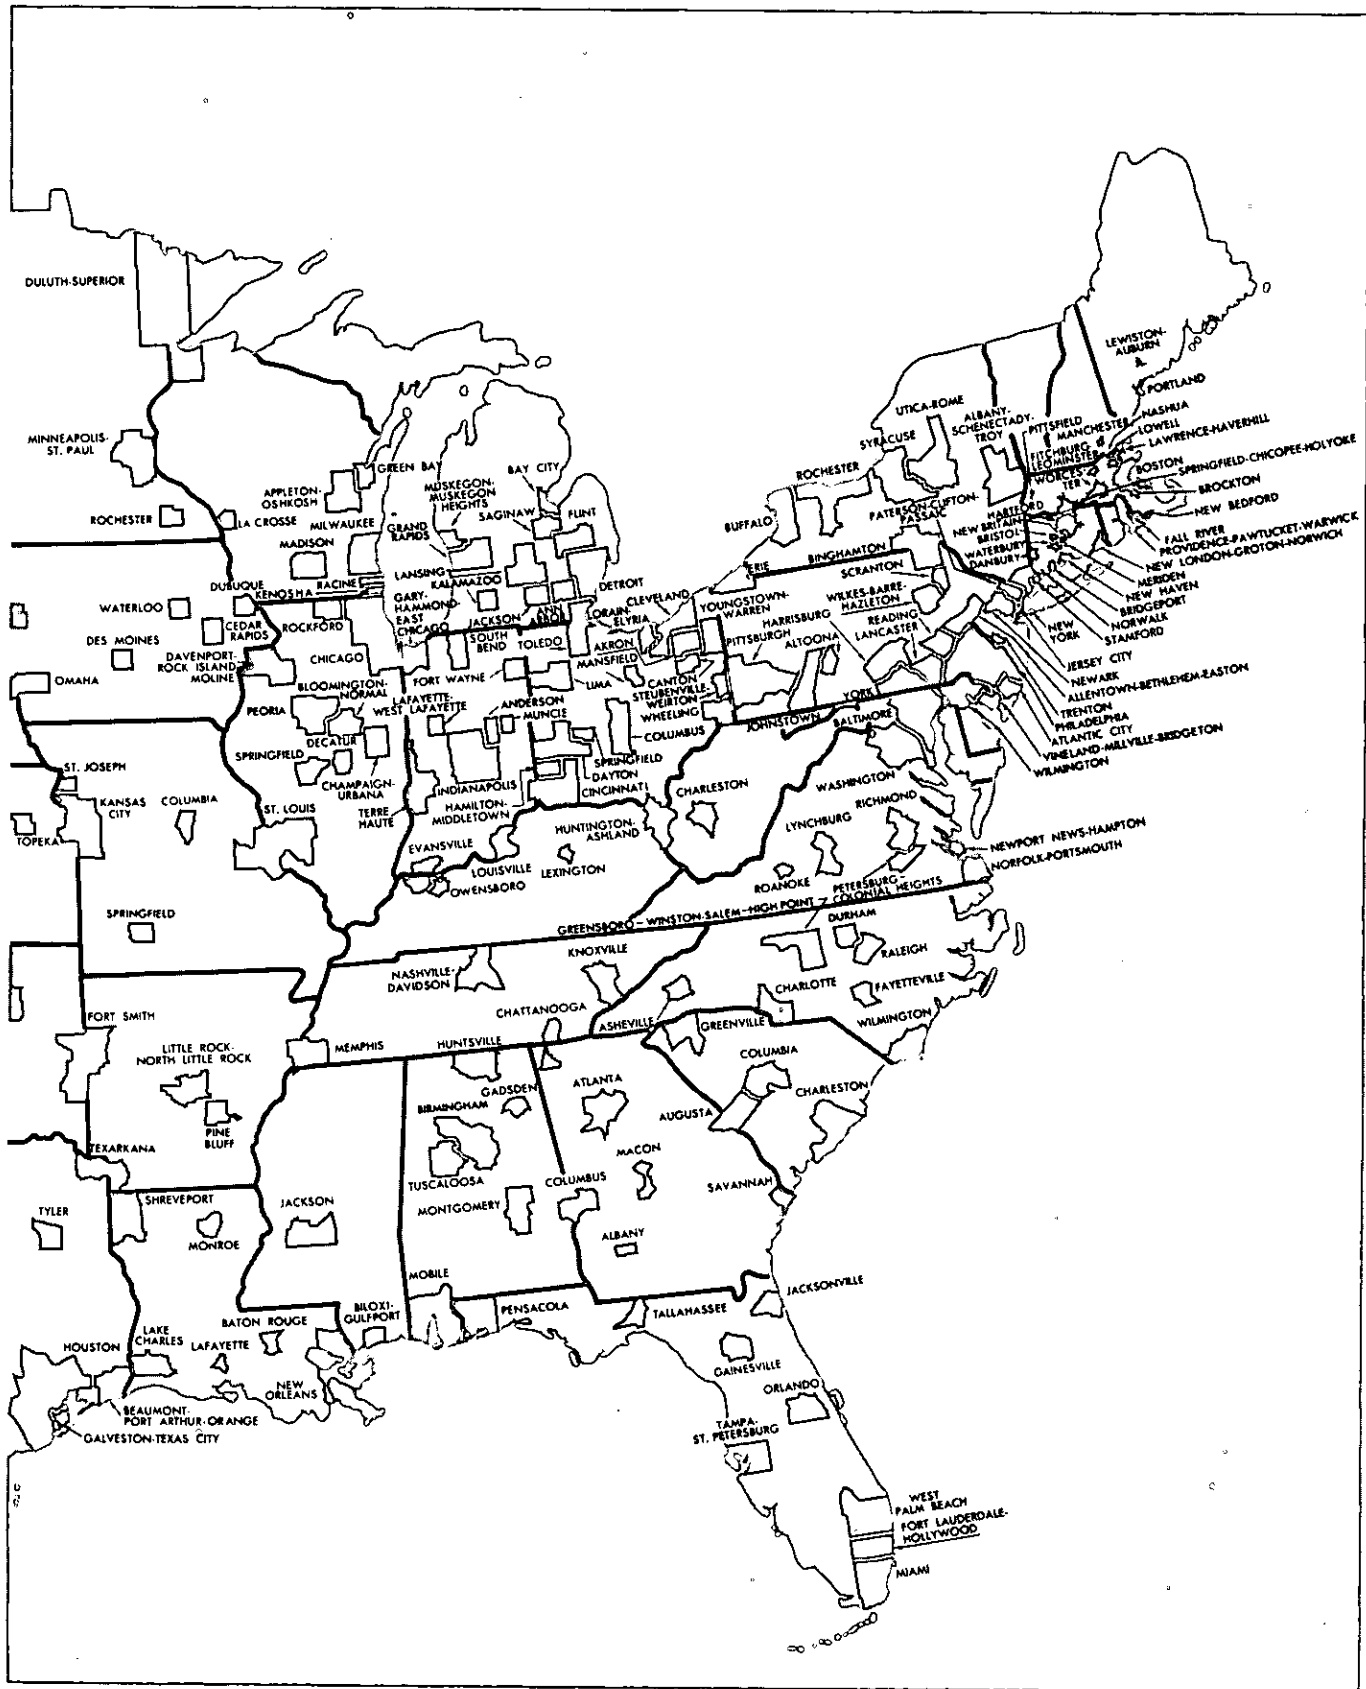 DULUTH-SUPERIOR
MINNEAPOLIS-
ST. PAUL
ROCHESTER
LA CROSSE
APPLETON-
OSHKOSH
GREEN BAY
MILWAUKEE
MADISON
RACINE
KENOSHA
DUBUQUE
WATERLOO
CEDAR
RAPIDS
DES MOINES
DAVENPORT-
ROCK ISLAND-
MOLINE
OMAHA
ROCKFORD
CHICAGO
BLOOMINGTON-
NORMAL
PEORIA
DECATUR
SPRINGFIELD
CHAMPAIGN-
URBANA
ST. JOSEPH
KANSAS
CITY
COLUMBIA
ST. LOUIS
TOPEKA
SPRINGFIELD
MUSKEGON-
MUSKEGON
HEIGHTS
BAY CITY
SAGINAW
FLINT
GRAND
RAPIDS
LANSING
KALAMAZOO
GARY-
HAMMOND-
EAST
CHICAGO
JACKSON
ANN
ARBOR
DETROIT
SOUTH
BEND
TOLEDO
LORAIN-
ELYRIA
CLEVELAND
AKRON
MANSFIELD
FORT WAYNE
LIMA
CANTON
STEUBENVILLE-
WEIRTON
WHEELING
LAFAYETTE-
WEST LAFAYETTE
ANDERSON
MUNCIE
COLUMBUS
SPRINGFIELD
DAYTON
CINCINNATI
INDIANAPOLIS
HAMILTON-
MIDDLETOWN
TERRE
HAUTE
EVANSVILLE
LOUISVILLE
OWENSBORO
LEXINGTON
HUNTINGTON-
ASHLAND
CHARLESTON
YOUNGSTOWN-
WARREN
PITTSBURGH
ERIE
ALTOONA
JOHNSTOWN
HARRISBURG
YORK
LANCASTER
READING
WILKES-BARRE-
HAZLETON
SCRANTON
BINGHAMTON
BUFFALO
ROCHESTER
SYRACUSE
UTICA-ROME
ALBANY-
SCHENECTADY-
TROY
PATERSON-CLIFTON-
PASSAIC
LEWISTON-
AUBURN
PORTLAND
PITTSFIELD
MANCHESTER
NASHUA
LOWELL
LAWRENCE-HAVERHILL
FITCHBURG-
LEOMINSTER
WORCES-
TER
BOSTON
SPRINGFIELD-CHICOPEE-HOLYOKE
BROCKTON
NEW BEDFORD
FALL RIVER
PROVIDENCE-PAWTUCKET-WARWICK
NEW LONDON-GROTON-NORWICH
HARTFORD
NEW BRITAIN
BRISTOL
WATERBURY
DANBURY
MERIDEN
NEW HAVEN
BRIDGEPORT
NORWALK
STAMFORD
NEW
YORK
JERSEY CITY
NEWARK
ALLENTOWN-BETHLEHEM-EASTON
TRENTON
PHILADELPHIA
ATLANTIC CITY
VINELAND-MILLVILLE-BRIDGETON
WILMINGTON
BALTIMORE
WASHINGTON
RICHMOND
LYNCHBURG
ROANOKE
PETERSBURG-
COLONIAL HEIGHTS
NEWPORT NEWS-HAMPTON
NORFOLK-PORTSMOUTH
GREENSBORO-WINSTON-SALEM-HIGH POINT
DURHAM
RALEIGH
FAYETTEVILLE
CHARLOTTE
WILMINGTON
ASHEVILLE
GREENVILLE
COLUMBIA
CHARLESTON
KNOXVILLE
NASHVILLE-
DAVIDSON
CHATTANOOGA
MEMPHIS
HUNTSVILLE
GADSDEN
BIRMINGHAM
TUSCALOOSA
MONTGOMERY
MOBILE
ATLANTA
AUGUSTA
MACON
COLUMBUS
SAVANNAH
ALBANY
FORT SMITH
LITTLE ROCK-
NORTH LITTLE ROCK
PINE
BLUFF
TEXARKANA
TYLER
SHREVEPORT
MONROE
JACKSON
BILOXI-
GULFPORT
BATON ROUGE
LAFAYETTE
LAKE
CHARLES
NEW
ORLEANS
HOUSTON
BEAUMONT-
PORT ARTHUR-ORANGE
GALVESTON-TEXAS CITY
PENSACOLA
TALLAHASSEE
JACKSONVILLE
GAINESVILLE
ORLANDO
TAMPA-
ST. PETERSBURG
WEST
PALM BEACH
FORT LAUDERDALE-
HOLLYWOOD
MIAMI